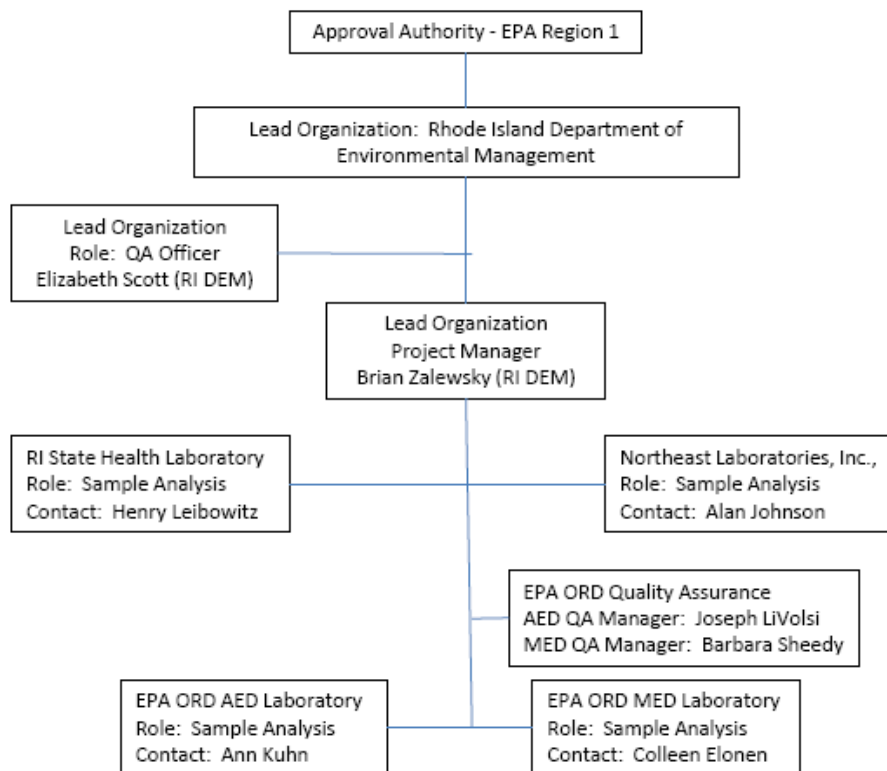 Approval Authority - EPA Region 1
Lead Organization: Rhode Island Department of
Environmental Management
Lead Organization
Role: QA Officer
Elizabeth Scott (RI DEM)
Lead Organization
Project Manager
Brian Zalewsky (RI DEM)
RI State Health Laboratory
Role: Sample Analysis
Contact: Henry Leibowitz
Northeast Laboratories, Inc.,
Role: Sample Analysis
Contact: Alan Johnson
EPA ORD Quality Assurance
AED QA Manager: Joseph LiVolsi
MED QA Manager: Barbara Sheedy
EPA ORD AED Laboratory
Role: Sample Analysis
Contact: Ann Kuhn
EPA ORD MED Laboratory
Role: Sample Analysis
Contact: Colleen Elonen